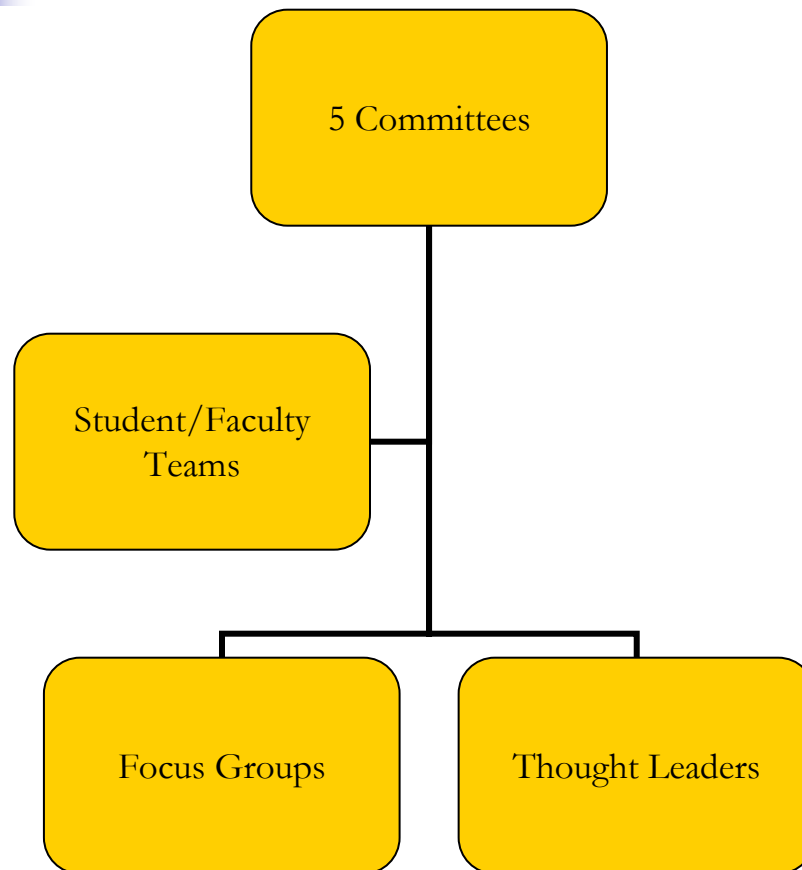 5 Committees
Student/Faculty
Teams
Focus Groups
Thought Leaders